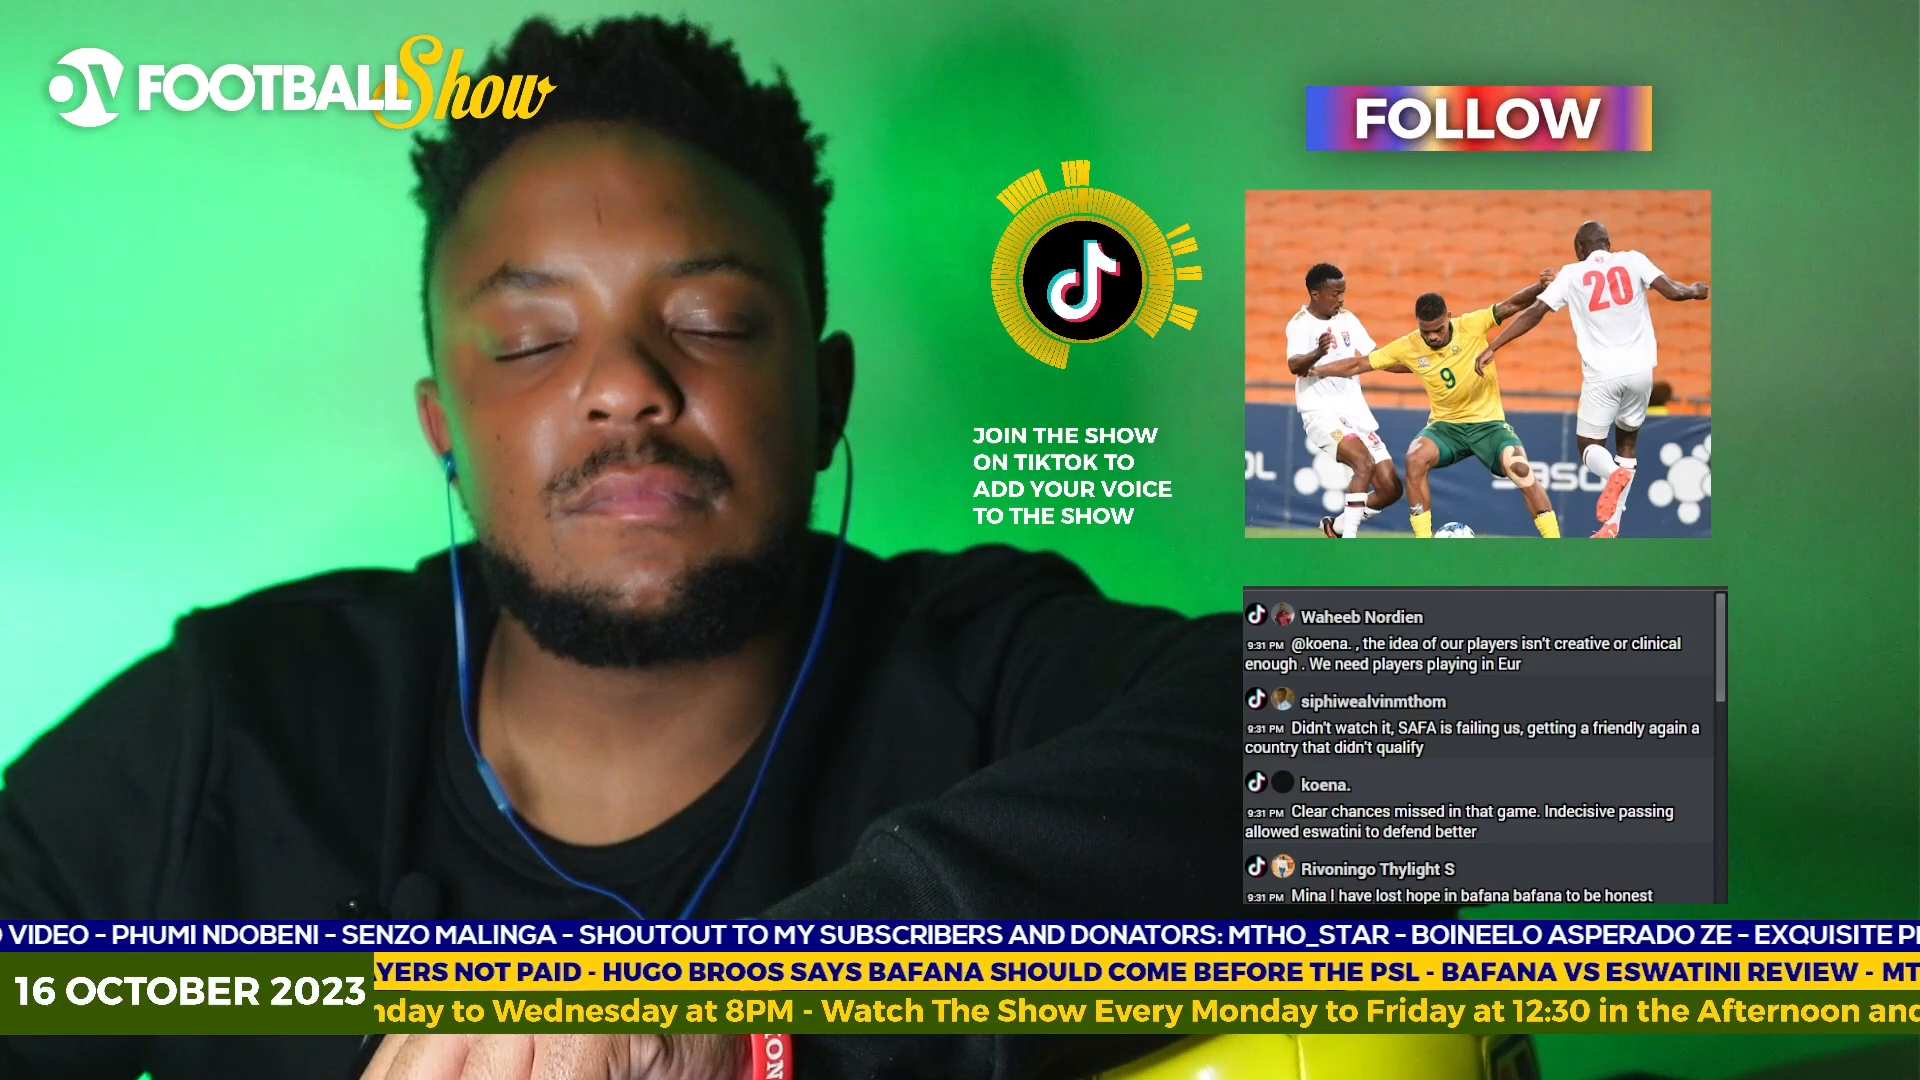 FOOTBALL Show
FOLLOW
20
9
SASOL
JOIN THE SHOW
ON TIKTOK TO
ADD YOUR VOICE
TO THE SHOW
Waheeb Nordien
9:31 PM @koena. , the idea of our players isn't creative or clinical
enough . We need players playing in Eur
siphiwealvinmthom
9:31 PM Didn't watch it, SAFA is failing us, getting a friendly again a
country that didn't qualify
koena.
9:31 PM Clear chances missed in that game. Indecisive passing
allowed eswatini to defend better
Rivoningo Thylight S
9:31 PM Mina I have lost hope in bafana bafana to be honest
VIDEO – PHUMI NDOBENI – SENZO MALINGA – SHOUTOUT TO MY SUBSCRIBERS AND DONATORS: MTHO_STAR – BOINEELO ASPERADO ZE – EXQUISITE
16 OCTOBER 2023
YERS NOT PAID - HUGO BROOS SAYS BAFANA SHOULD COME BEFORE THE PSL - BAFANA VS ESWATINI REVIEW - MT
nday to Wednesday at 8PM - Watch The Show Every Monday to Friday at 12:30 in the Afternoon and